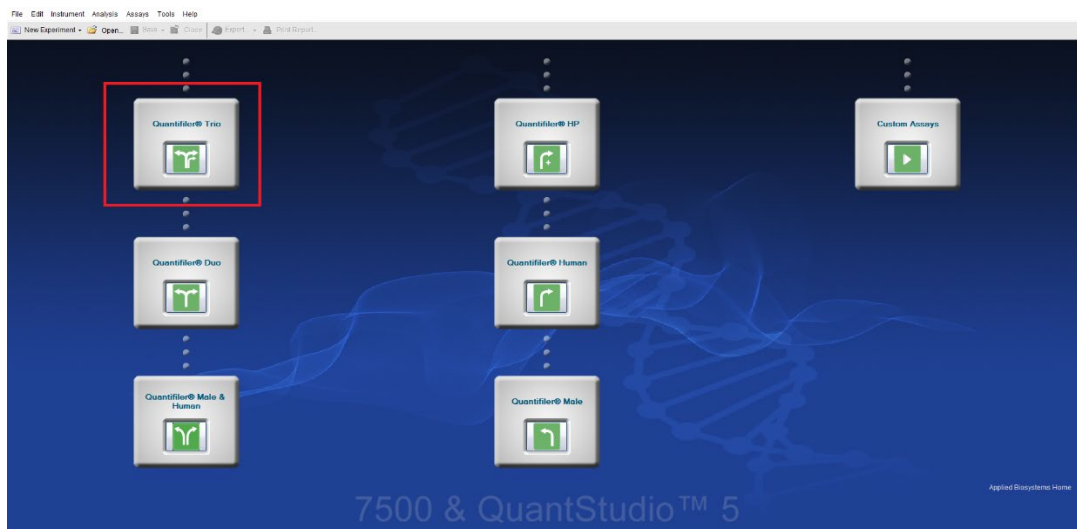 File Edit Instrument Analysis Assays Tools Help
New Experiment Open... Save Close Export... Print Report...
Quantifiler® Trio
Quantifiler® HP
Custom Assays
Quantifiler® Duo
Quantifiler® Human
Quantifiler® Male &
Human
Quantifiler® Male
Applied Biosystems Home
7500 & QuantStudio™ 5